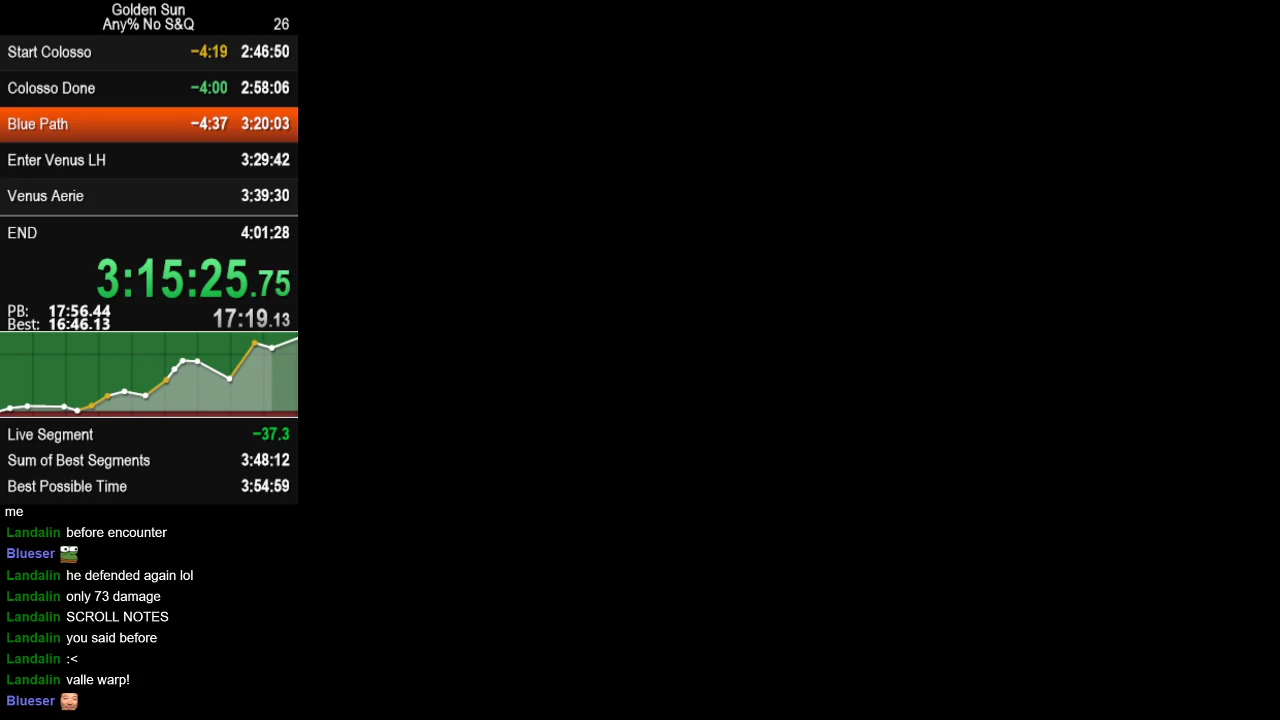 Golden Sun
Any% No S&Q 26
Start Colosso −4:19 2:46:50
Colosso Done −4:00 2:58:06
Blue Path −4:37 3:20:03
Enter Venus LH 3:29:42
Venus Aerie 3:39:30
END 4:01:28
3:15:25.75
PB: 17:56.44
Best: 16:46.13 17:19.13
Live Segment −37.3
Sum of Best Segments 3:48:12
Best Possible Time 3:54:59
me
Landalin before encounter
Blueser
Landalin he defended again lol
Landalin only 73 damage
Landalin SCROLL NOTES
Landalin you said before
Landalin :<
Landalin valle warp!
Blueser